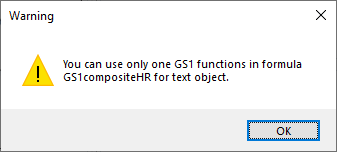 Warning
You can use only one GS1 functions in formula
GS1compositeHR for text object.
OK